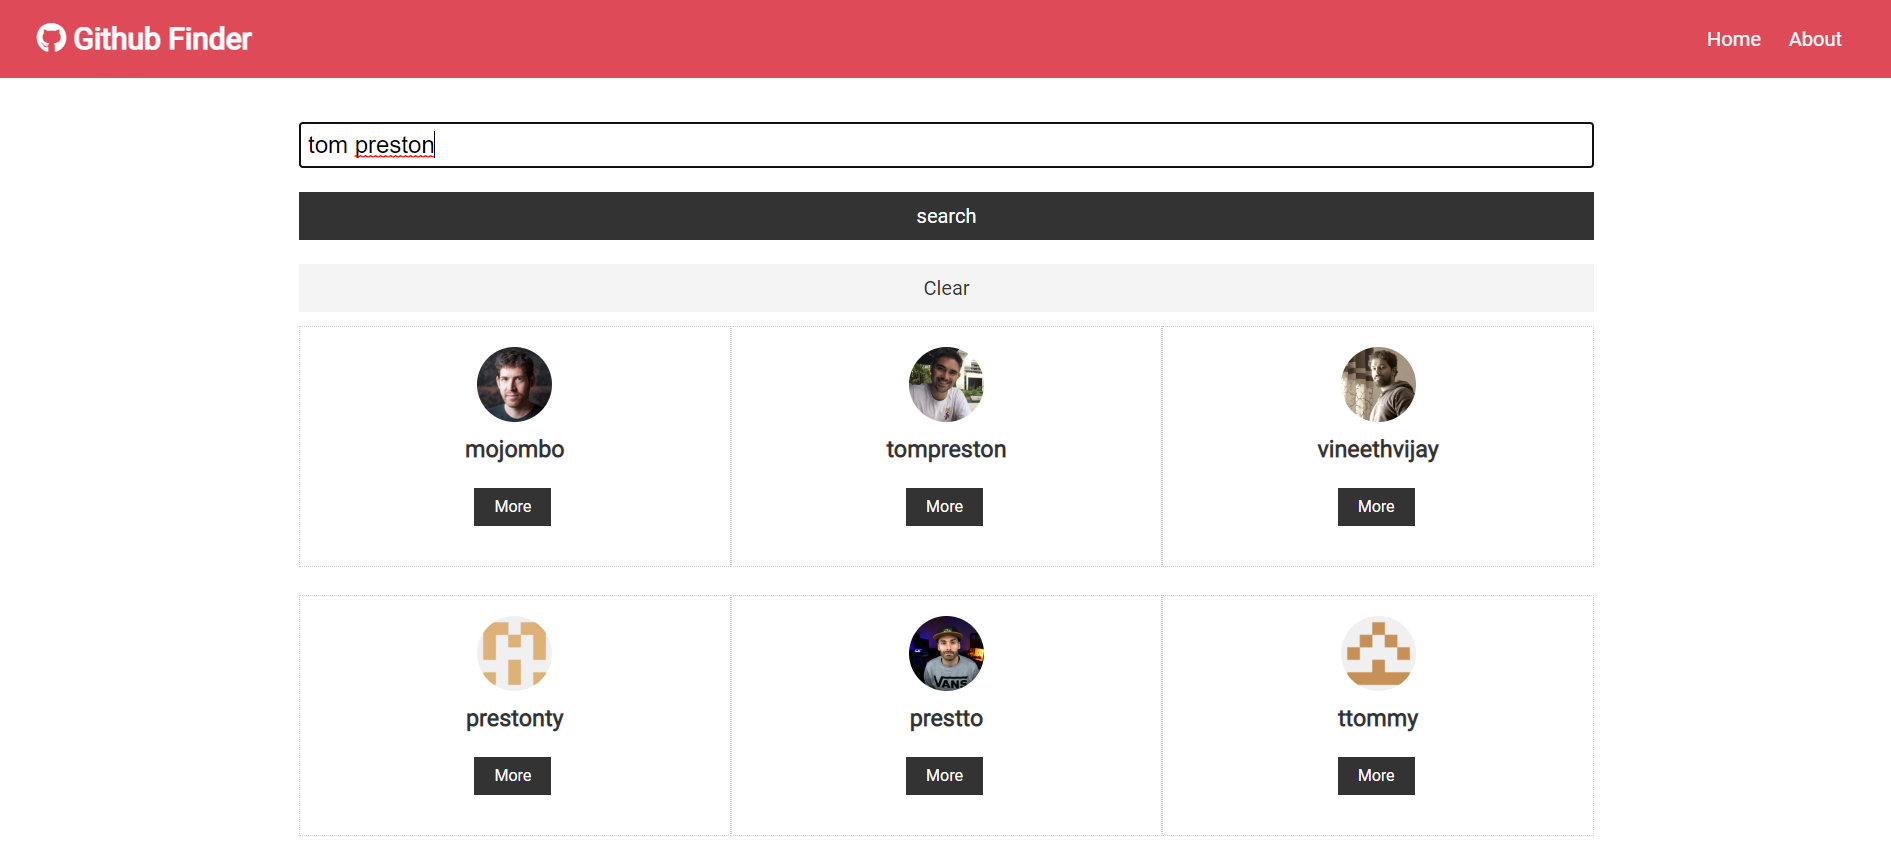 Github Finder
Home About
tom preston
search
Clear
mojombo tompreston vineethvijay
More More More
VANS
prestonty prestto ttommy
More More More